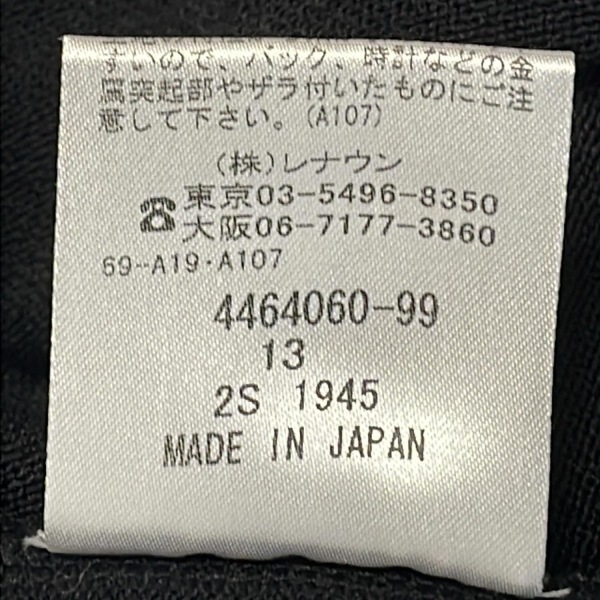 すいので、バック、時計などの金
属突起部やザラ付いたものにご注
意して下さい。(A107)
(株)レナウン
☎東京03-5496-8350
大阪06-7177-3860
69-A19・A107
4464060-99
13
2S 1945
MADE IN JAPAN